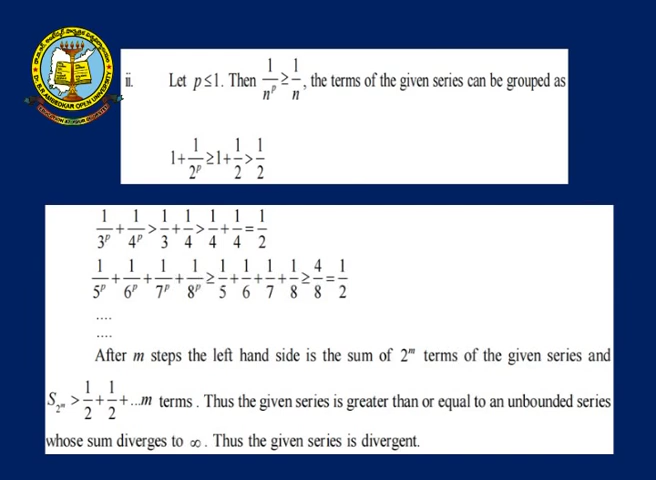 ii. Let p ≤ 1. Then 1/n^p ≥ 1/n, the terms of the given series can be grouped as
1 + 1/2^p ≥ 1 + 1/2 > 1/2
1/3^p + 1/4^p > 1/3 + 1/4 > 1/4 + 1/4 = 1/2
1/5^p + 1/6^p + 1/7^p + 1/8^p ≥ 1/5 + 1/6 + 1/7 + 1/8 ≥ 4/8 = 1/2
....
....
After m steps the left hand side is the sum of 2^m terms of the given series and
S_{2^m} > 1/2 + 1/2 + ...m terms . Thus the given series is greater than or equal to an unbounded series
whose sum diverges to ∞ . Thus the given series is divergent.